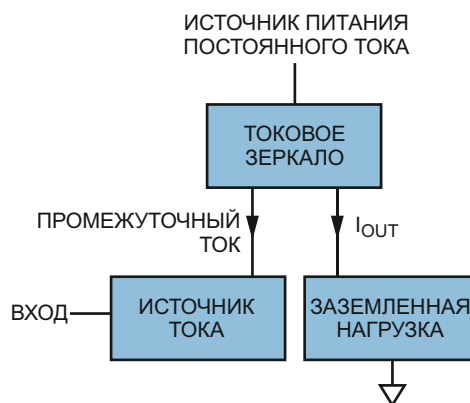 ИСТОЧНИК ПИТАНИЯ
ПОСТОЯННОГО ТОКА
ТОКОВОЕ
ЗЕРКАЛО
ПРОМЕЖУТОЧНЫЙ
ТОК
IOUT
ВХОД
ИСТОЧНИК
ТОКА
ЗАЗЕМЛЕННАЯ
НАГРУЗКА